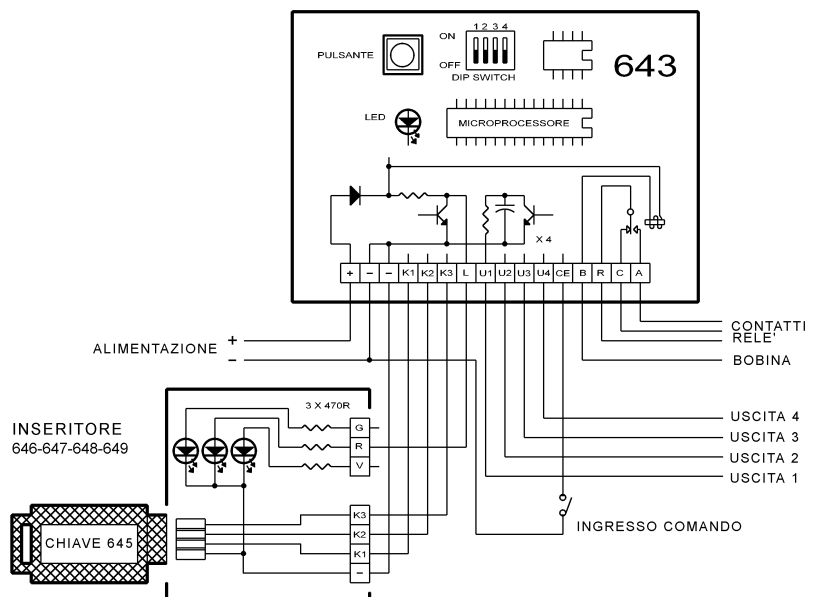 1 2 3 4
ON
PULSANTE
OFF
DIP SWITCH
643
LED
MICROPROCESSORE
X 4
+ − − K1 K2 K3 L U1 U2 U3 U4 CE B R C A
CONTATTI
RELE'
ALIMENTAZIONE + −
BOBINA
3 X 470R
INSERITORE
646-647-648-649
G
R
V
USCITA 4
USCITA 3
USCITA 2
USCITA 1
K3
K2
K1
−
CHIAVE 645
INGRESSO COMANDO